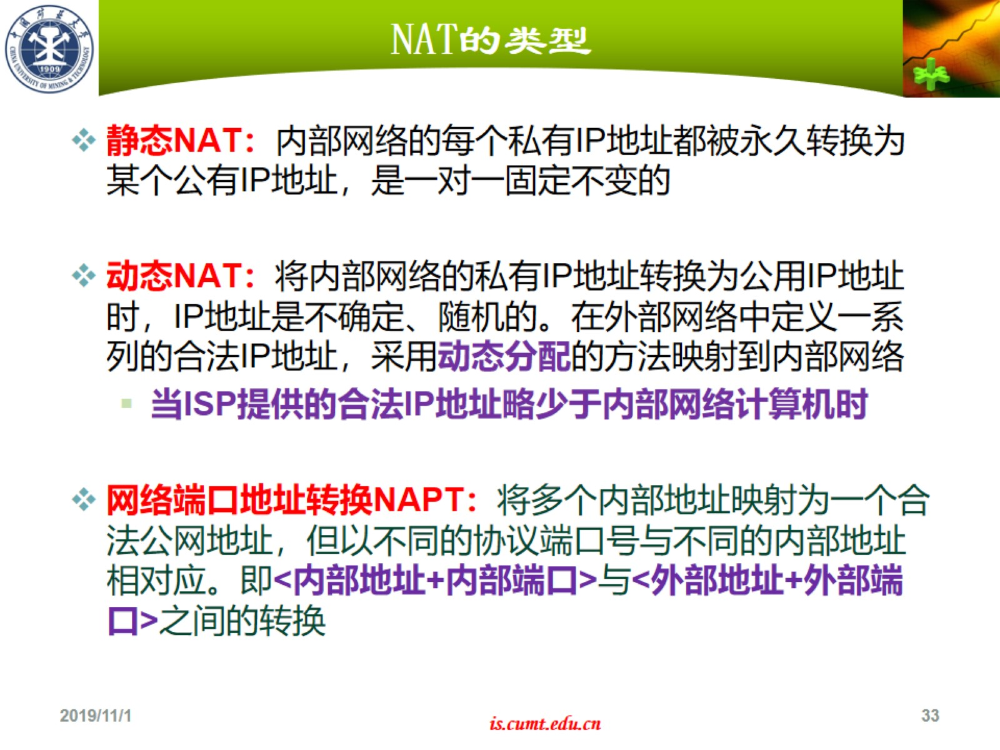 中国矿业大学
CHINA UNIVERSITY OF MINING & TECHNOLOGY
1909
NAT的类型
静态NAT：内部网络的每个私有IP地址都被永久转换为
某个公有IP地址，是一对一固定不变的
动态NAT：将内部网络的私有IP地址转换为公用IP地址
时，IP地址是不确定、随机的。在外部网络中定义一系
列的合法IP地址，采用动态分配的方法映射到内部网络
当ISP提供的合法IP地址略少于内部网络计算机时
网络端口地址转换NAPT：将多个内部地址映射为一个合
法公网地址，但以不同的协议端口号与不同的内部地址
相对应。即<内部地址+内部端口>与<外部地址+外部端
口>之间的转换
2019/11/1
is.cumt.edu.cn
33